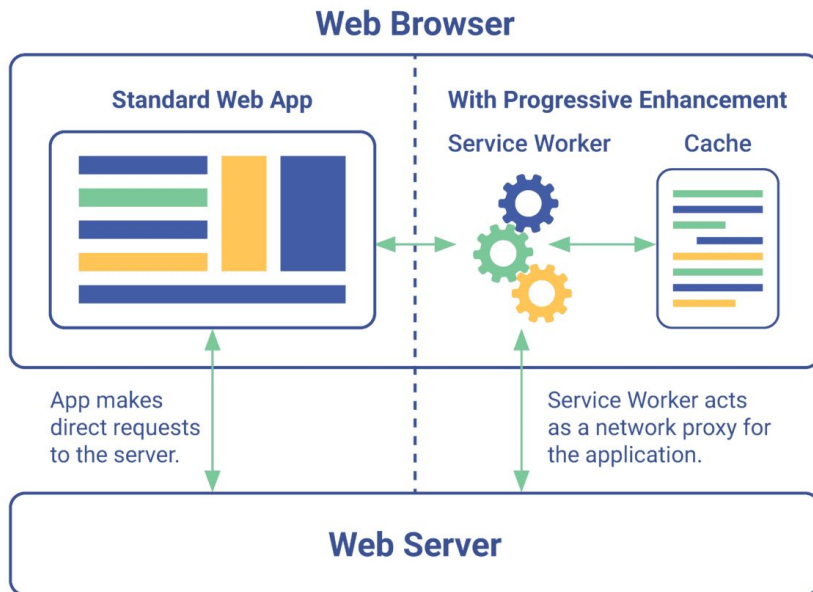 Web Browser
Standard Web App
With Progressive Enhancement
Service Worker
Cache
App makes
direct requests
to the server.
Service Worker acts
as a network proxy for
the application.
Web Server